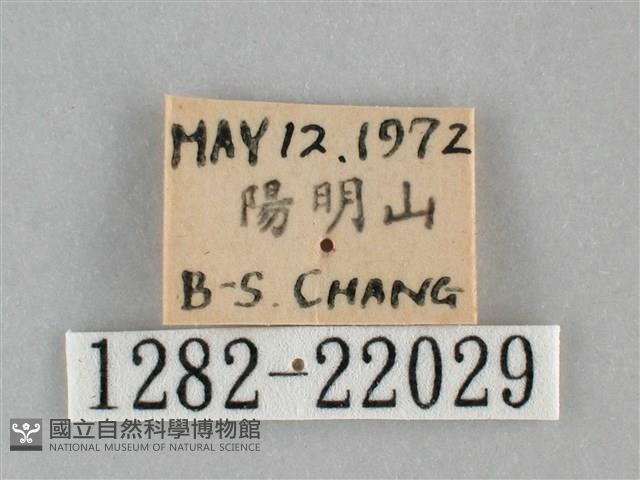 MAY 12.1972
陽明山
B-S. CHANG
1282-22029
國立自然科學博物館
NATIONAL MUSEUM OF NATURAL SCIENCE